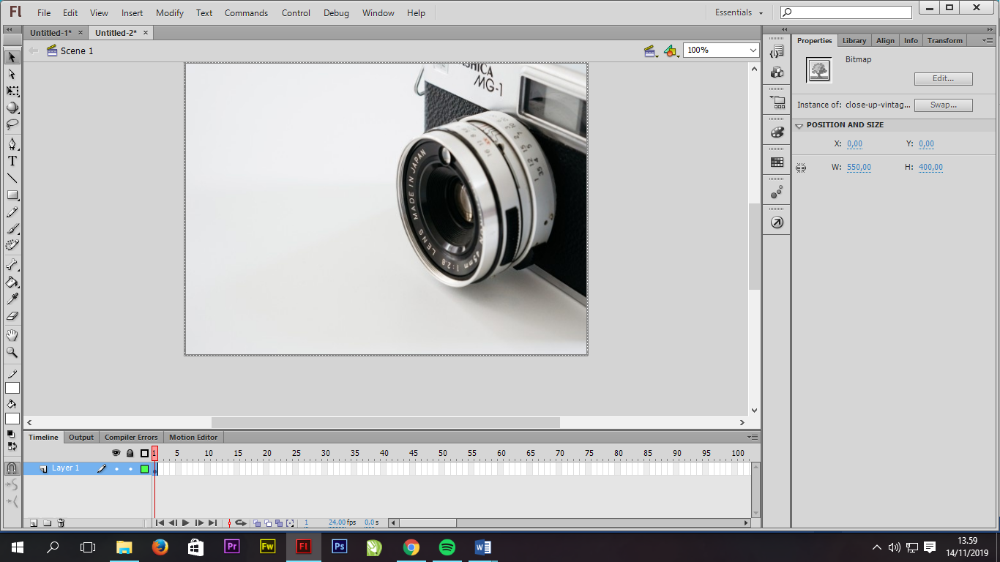 Fl File Edit View Insert Modify Text Commands Control Debug Window Help Essentials
Untitled-1* × Untitled-2* ×
Scene 1 100%
Properties Library Align Info Transform
Bitmap
Edit...
Instance of: close-up-vintag... Swap...
POSITION AND SIZE
X: 0,00 Y: 0,00
W: 550,00 H: 400,00
T
SHICA
MG-1
MADE IN JAPAN
LENS
45mm 1:2.8
Timeline Output Compiler Errors Motion Editor
1 5 10 15 20 25 30 35 40 45 50 55 60 65 70 75 80 85 90 95 100
Layer 1
1 24,00 fps 0,0 s
Pr Fw Fl Ps W
13.59
14/11/2019